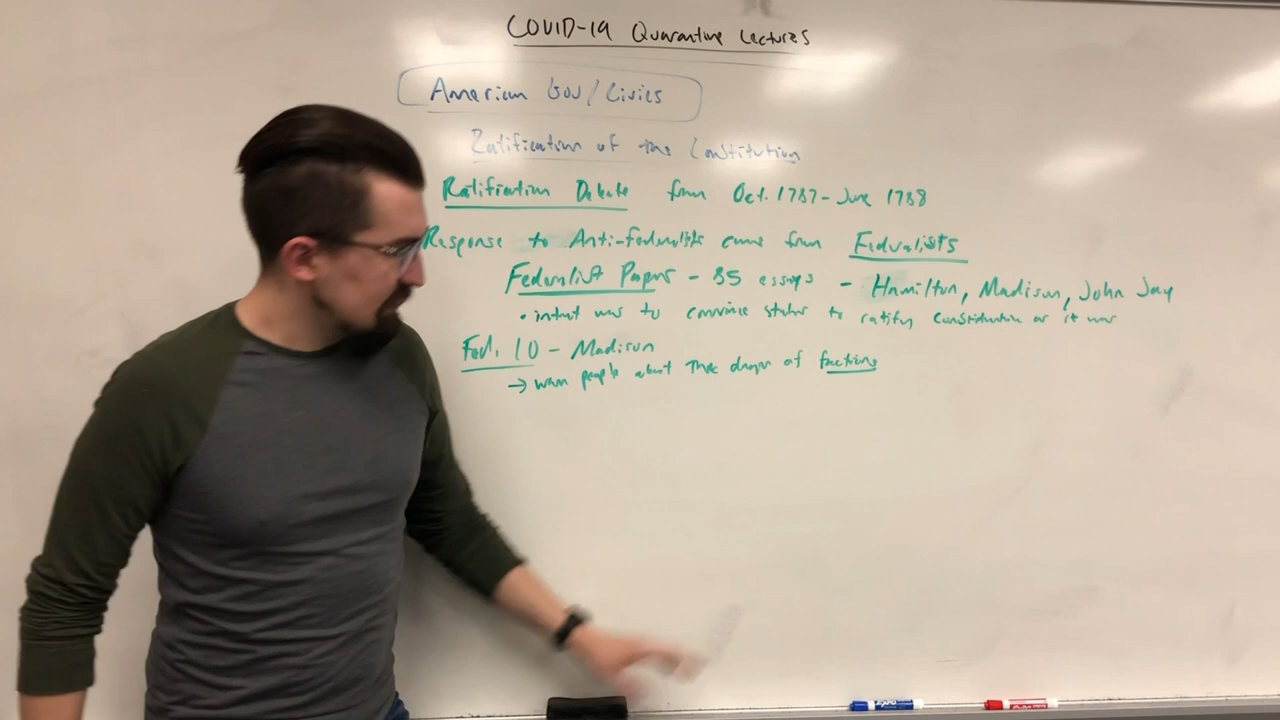 COVID-19 Quarantine Lectures
American Gov/Civics
Ratification of the Constitution
Ratification Debate from Oct. 1787-June 1788
Response to Anti-Federalists came from Federalists
Federalist Papers - 85 essays - Hamilton, Madison, John Jay
• intent was to convince states to ratify Constitution as it was
Fed. 10 - Madison
→ warn people about the danger of factions
EXPO